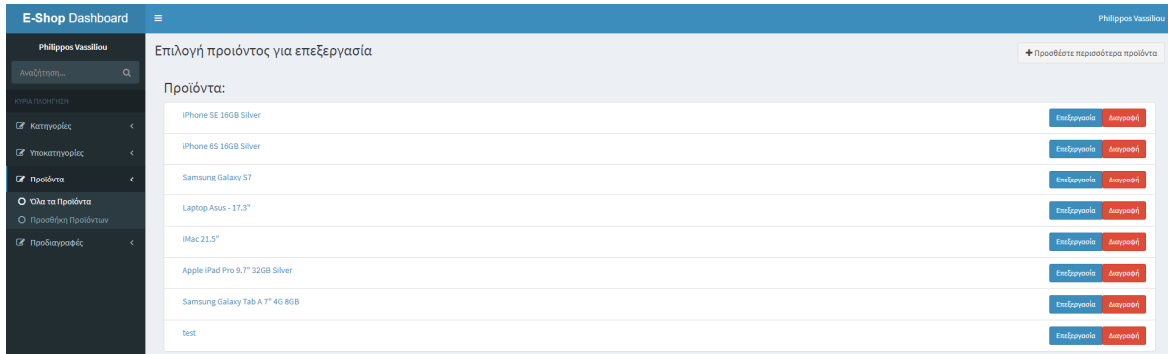 E-Shop Dashboard
Philippos Vassiliou
Philippos Vassiliou
Αναζήτηση...
ΚΥΡΙΑ ΠΛΟΗΓΗΣΗ
Κατηγορίες
Υποκατηγορίες
Προϊόντα
Όλα τα Προϊόντα
Προσθήκη Προϊόντων
Προδιαγραφές
Επιλογή προιόντος για επεξεργασία
Προσθέστε περισσότερα προϊόντα
Προϊόντα:
iPhone SE 16GB Silver Επεξεργασία Διαγραφή
iPhone 6S 16GB Silver Επεξεργασία Διαγραφή
Samsung Galaxy S7 Επεξεργασία Διαγραφή
Laptop Asus - 17.3" Επεξεργασία Διαγραφή
iMac 21.5" Επεξεργασία Διαγραφή
Apple iPad Pro 9.7" 32GB Silver Επεξεργασία Διαγραφή
Samsung Galaxy Tab A 7" 4G 8GB Επεξεργασία Διαγραφή
test Επεξεργασία Διαγραφή